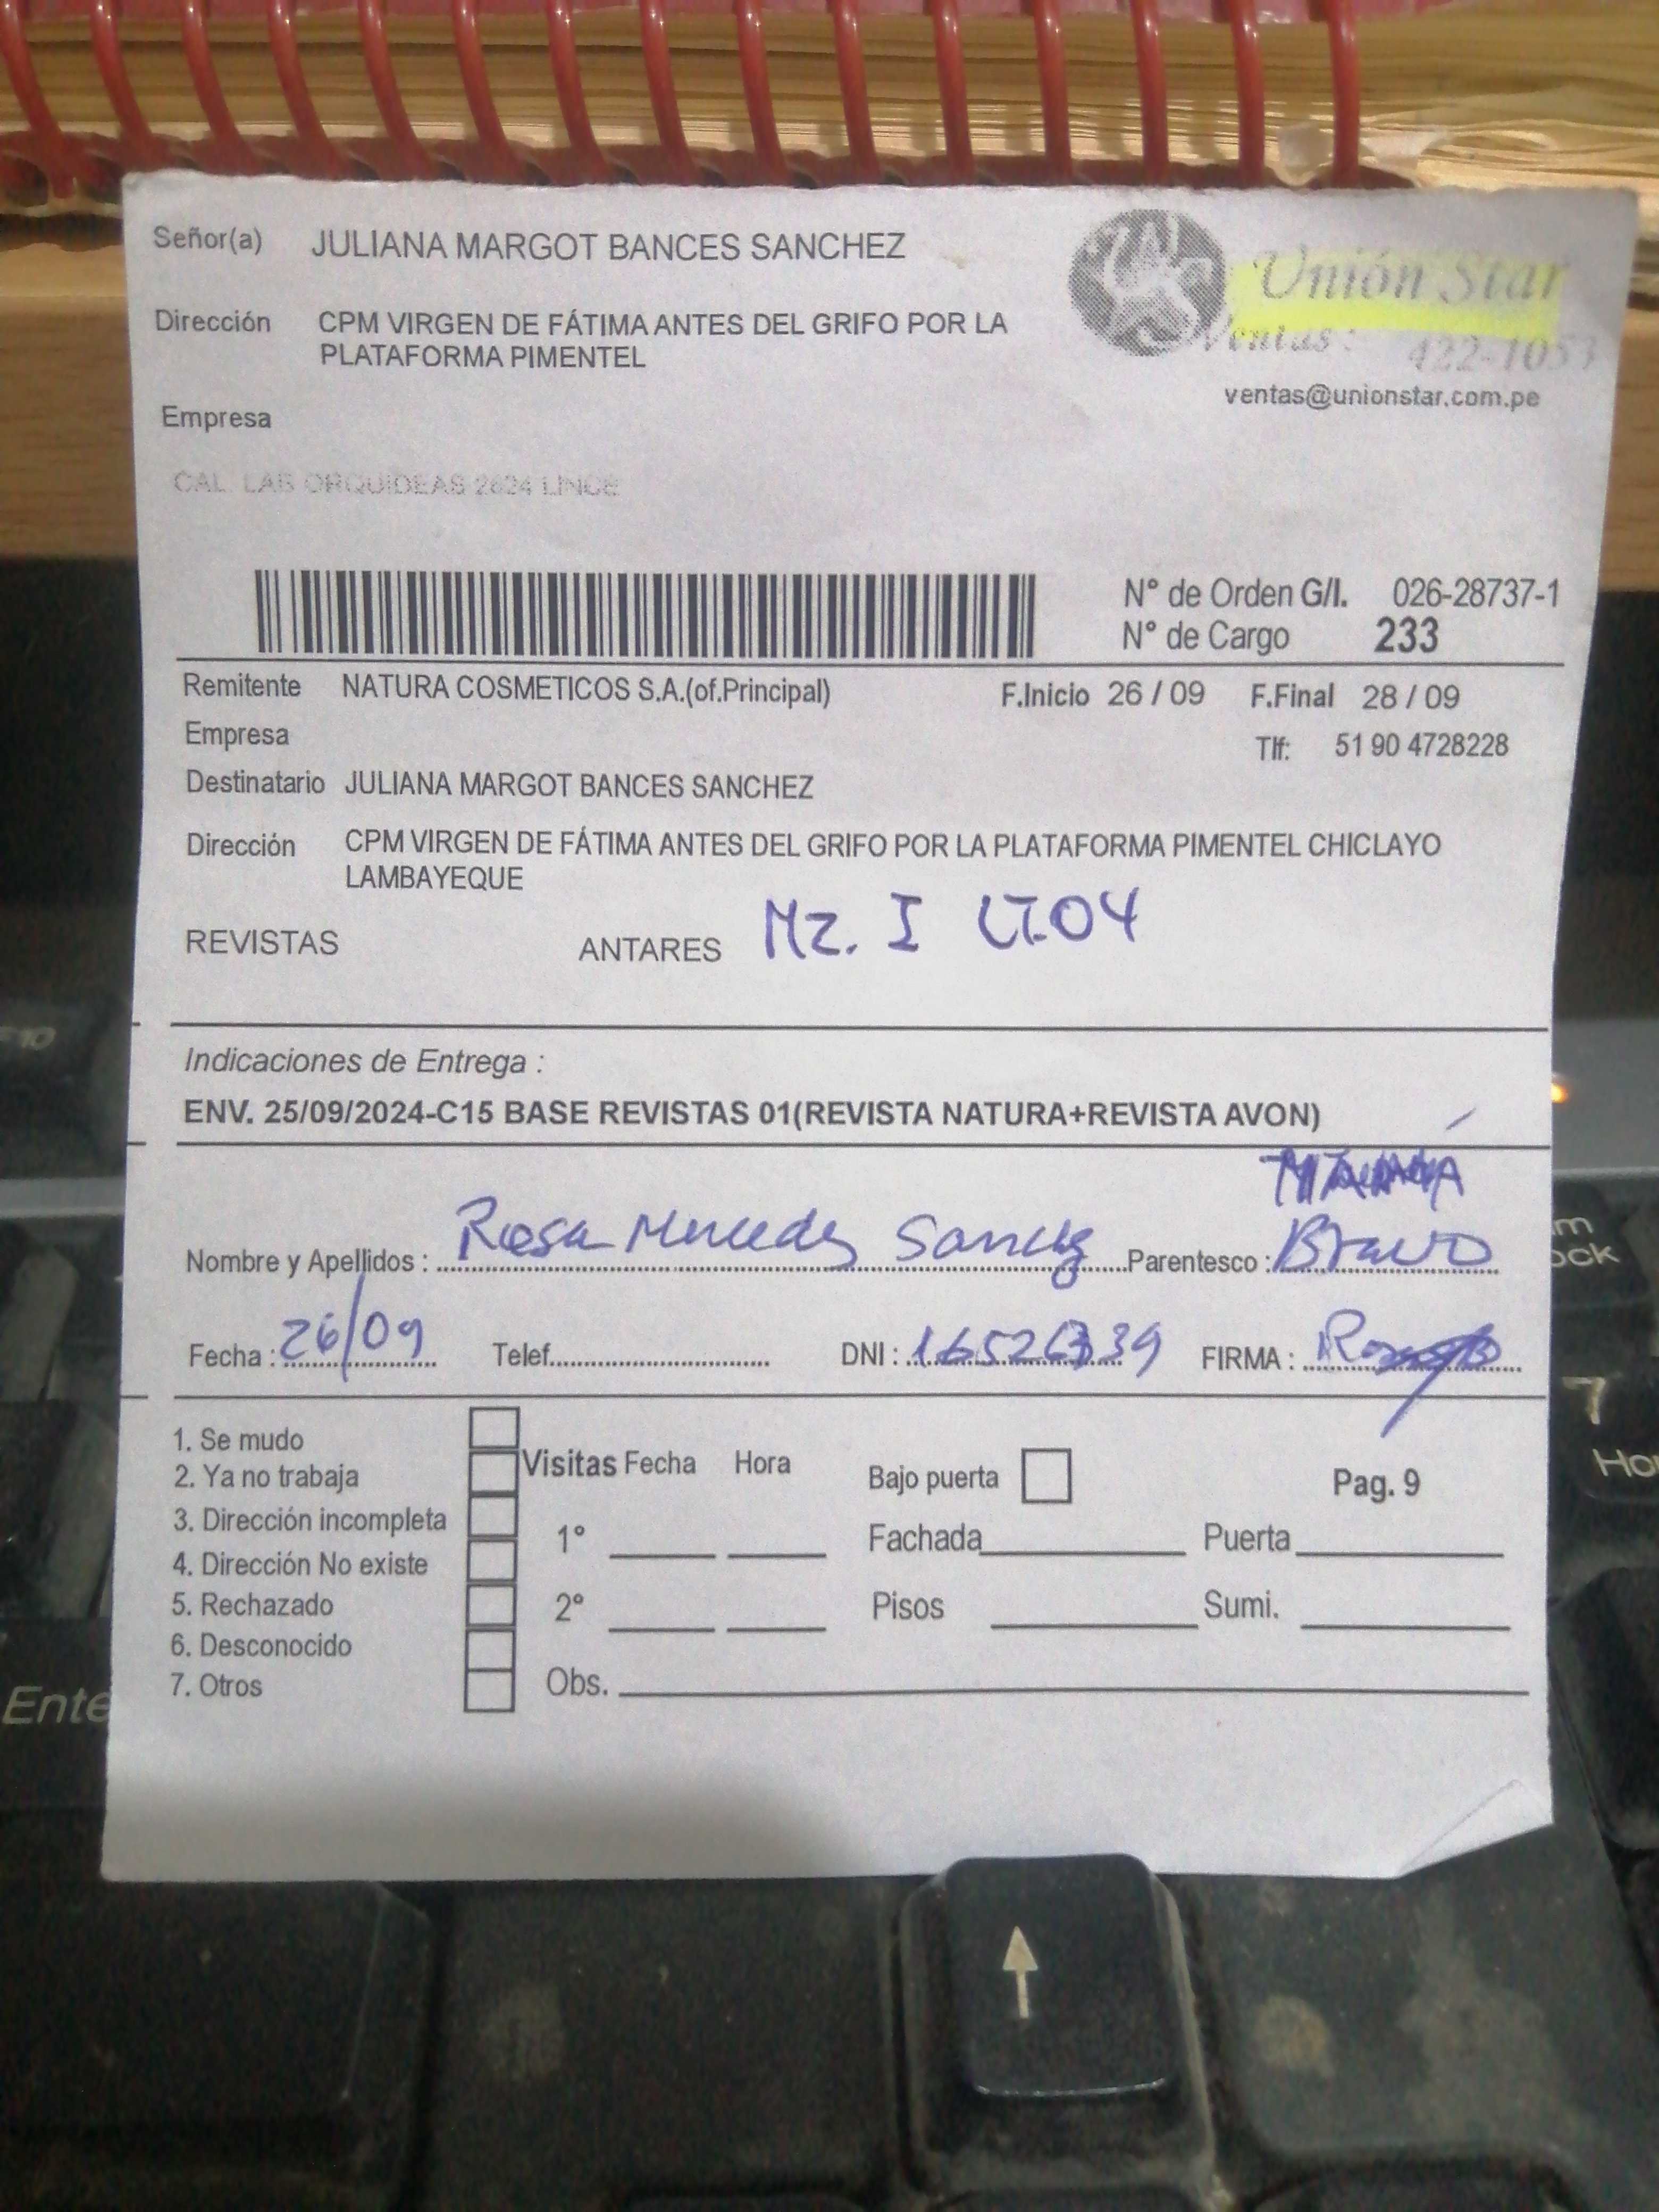 Señor(a) JULIANA MARGOT BANCES SANCHEZ
Unión Star
Ventas: 422-1053
ventas@unionstar.com.pe
Dirección CPM VIRGEN DE FÁTIMA ANTES DEL GRIFO POR LA
PLATAFORMA PIMENTEL
Empresa
CAL. LAS ORQUIDEAS 2624 LINCE
N° de Orden G/I. 026-28737-1
N° de Cargo 233
Remitente NATURA COSMETICOS S.A.(of.Principal) F.Inicio 26 / 09 F.Final 28 / 09
Empresa Tlf: 51 90 4728228
Destinatario JULIANA MARGOT BANCES SANCHEZ
Dirección CPM VIRGEN DE FÁTIMA ANTES DEL GRIFO POR LA PLATAFORMA PIMENTEL CHICLAYO
LAMBAYEQUE
REVISTAS ANTARES Mz. I LT.04
Indicaciones de Entrega :
ENV. 25/09/2024-C15 BASE REVISTAS 01(REVISTA NATURA+REVISTA AVON)
Nombre y Apellidos : Rosa Mercedes Sanchez Parentesco : Bravo
Fecha : 26/09 Telef. DNI : 16526339 FIRMA :
1. Se mudo
2. Ya no trabaja
3. Dirección incompleta
4. Dirección No existe
5. Rechazado
6. Desconocido
7. Otros
Visitas Fecha Hora
1°
2°
Obs.
Bajo puerta Pag. 9
Fachada Puerta
Pisos Sumi.
Ente
7
Ho